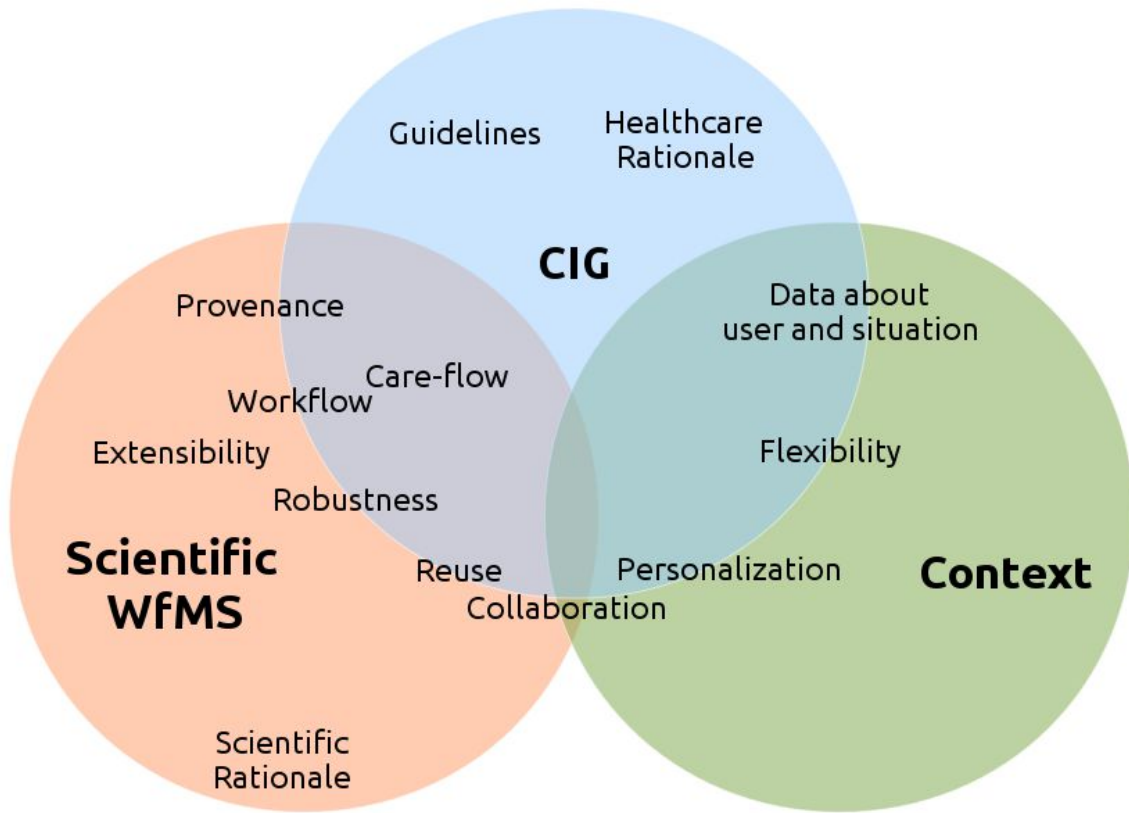 Guidelines
Healthcare
Rationale
CIG
Provenance
Data about
user and situation
Care-flow
Workflow
Extensibility
Flexibility
Robustness
Scientific
WfMS
Reuse
Personalization
Context
Collaboration
Scientific
Rationale